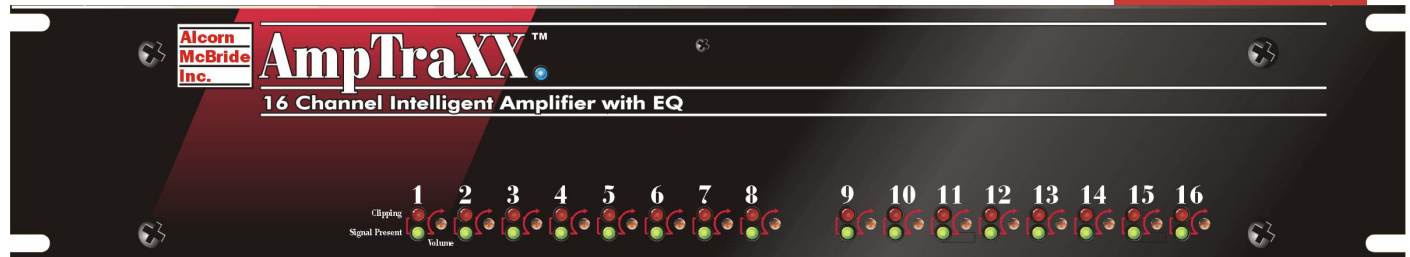 Alcorn
McBride
Inc.
AmpTraXX™
16 Channel Intelligent Amplifier with EQ
1 2 3 4 5 6 7 8 9 10 11 12 13 14 15 16
Clipping
Signal Present
Volume